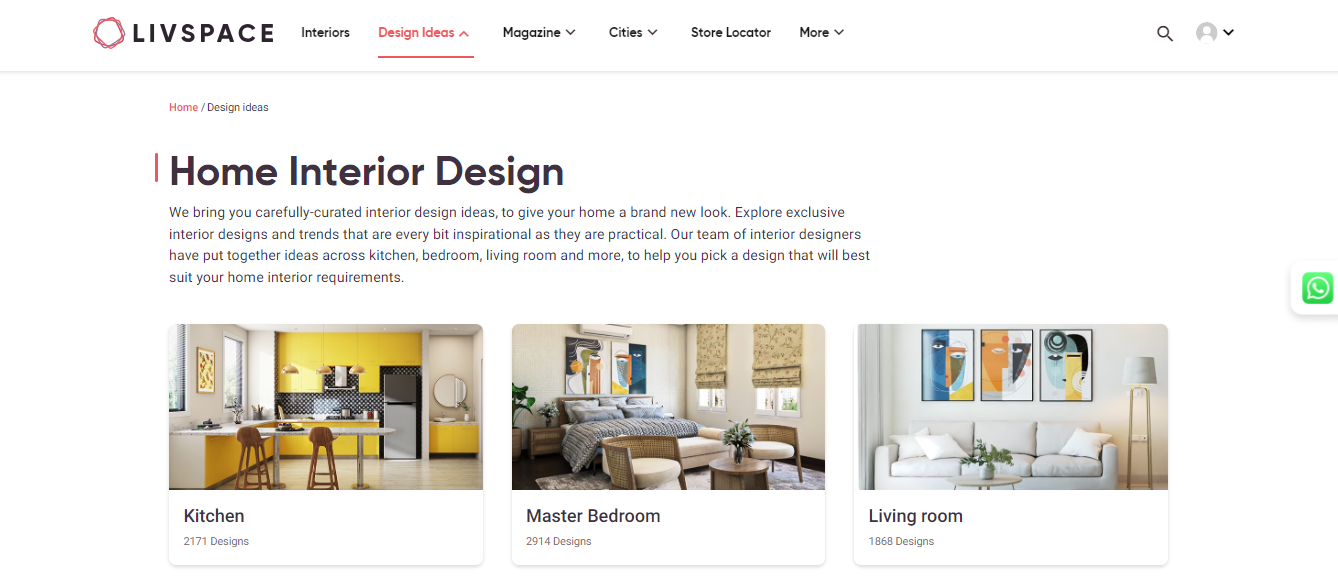 LIVSPACE
Interiors
Design Ideas
Magazine
Cities
Store Locator
More
Home / Design ideas
Home Interior Design
We bring you carefully-curated interior design ideas, to give your home a brand new look. Explore exclusive
interior designs and trends that are every bit inspirational as they are practical. Our team of interior designers
have put together ideas across kitchen, bedroom, living room and more, to help you pick a design that will best
suit your home interior requirements.
Kitchen
2171 Designs
Master Bedroom
2914 Designs
Living room
1868 Designs